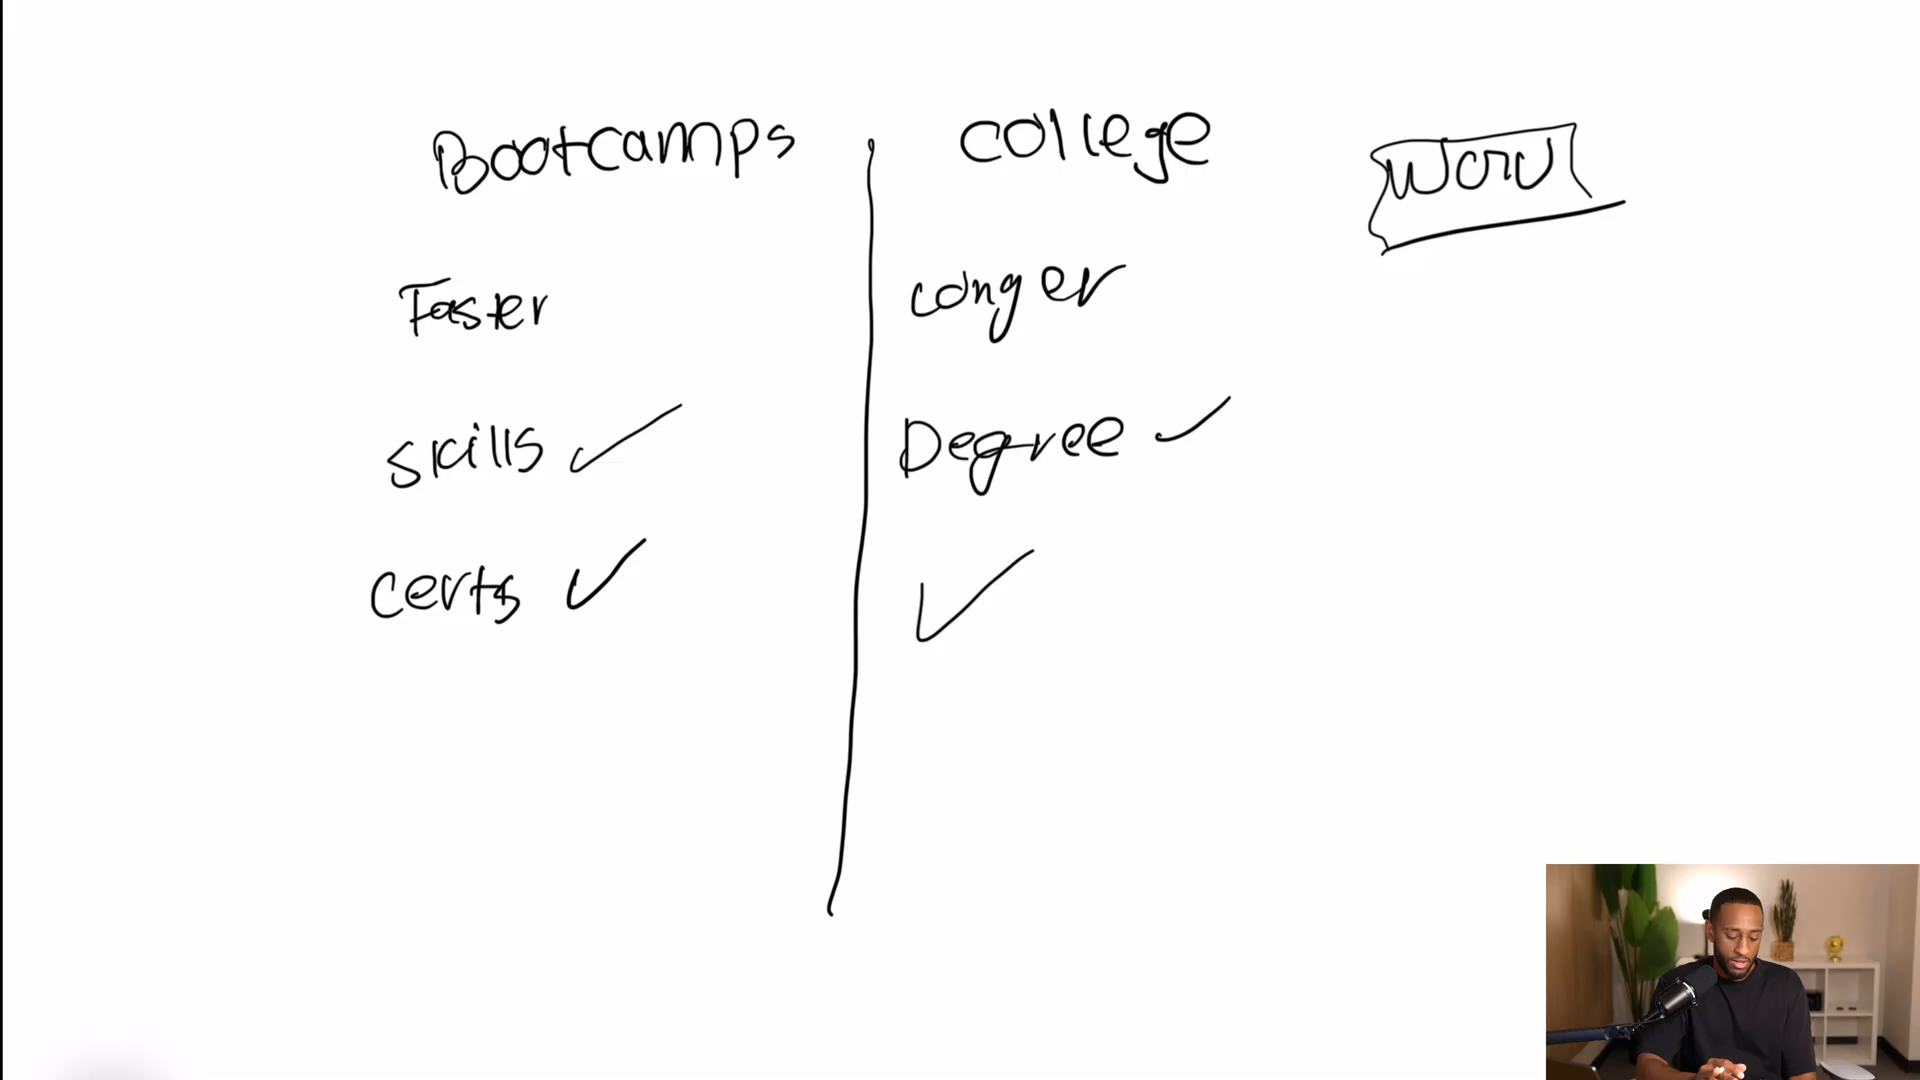 Bootcamps
college
Faster
Longer
skills ✓
Degree ✓
certs ✓
✓